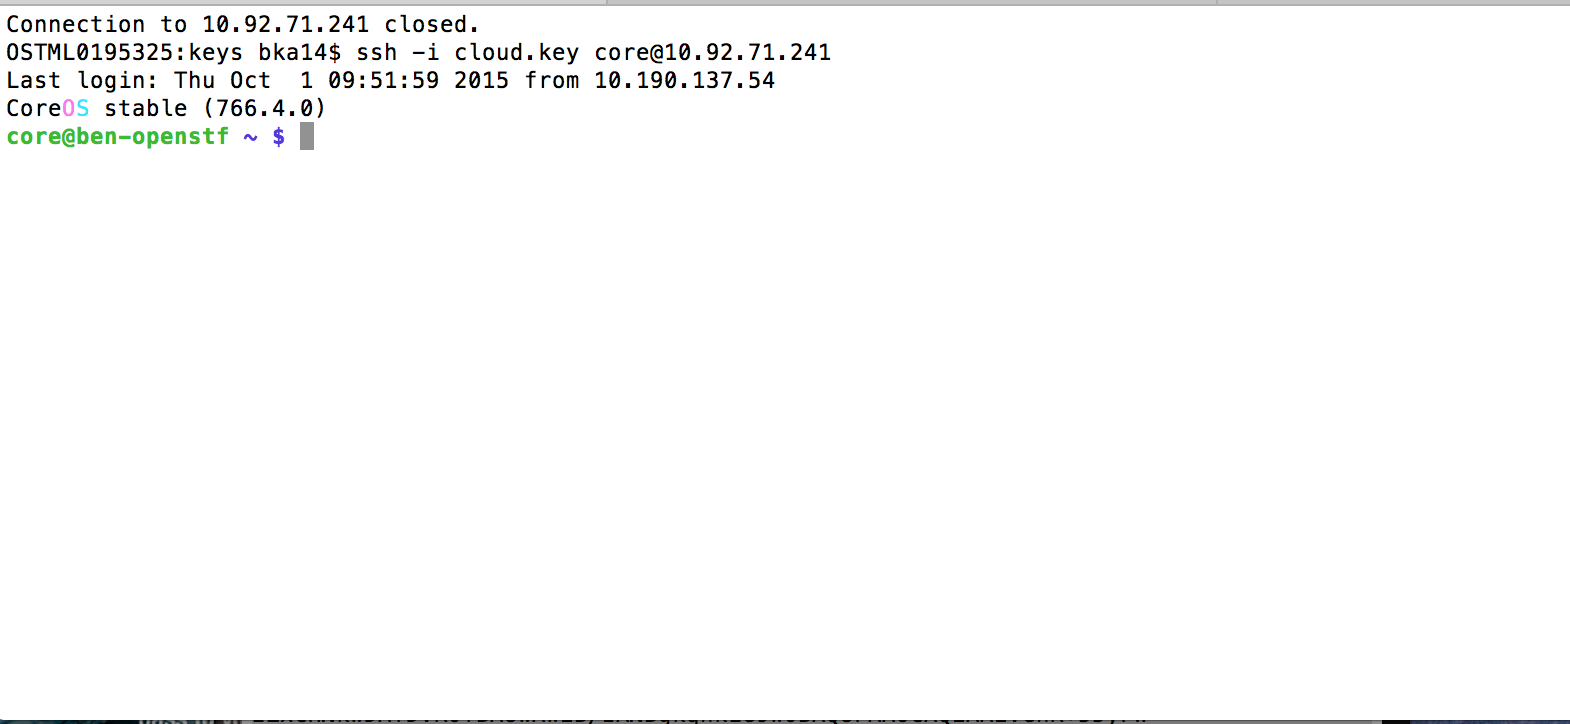 Connection to 10.92.71.241 closed.
OSTML0195325:keys bka14$ ssh -i cloud.key core@10.92.71.241
Last login: Thu Oct  1 09:51:59 2015 from 10.190.137.54
CoreOS stable (766.4.0)
core@ben-openstf ~ $